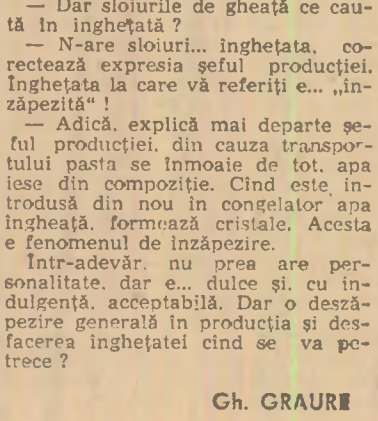 — Dar sloiurile de gheață ce cau-
tă în inghețată ?
— N-are sloiuri... înghețata, co-
rectează expresia șeful producției.
Înghețata la care vă referiți e... „în-
zăpezită“ !
— Adică, explică mai departe șe-
ful producției, din cauza transpor-
tului pasta se înmoaie de tot, apa
iese din compoziție. Cînd este in-
trodusă din nou în congelator apa
îngheață, formează cristale. Acesta
e fenomenul de înzăpezire.
Într-adevăr, nu prea are per-
sonalitate, dar e... dulce și, cu in-
dulgență, acceptabilă. Dar o deză-
pezire generală în producția și des-
facerea înghețatei cînd se va pe-
trece ?
Gh. GRAURE